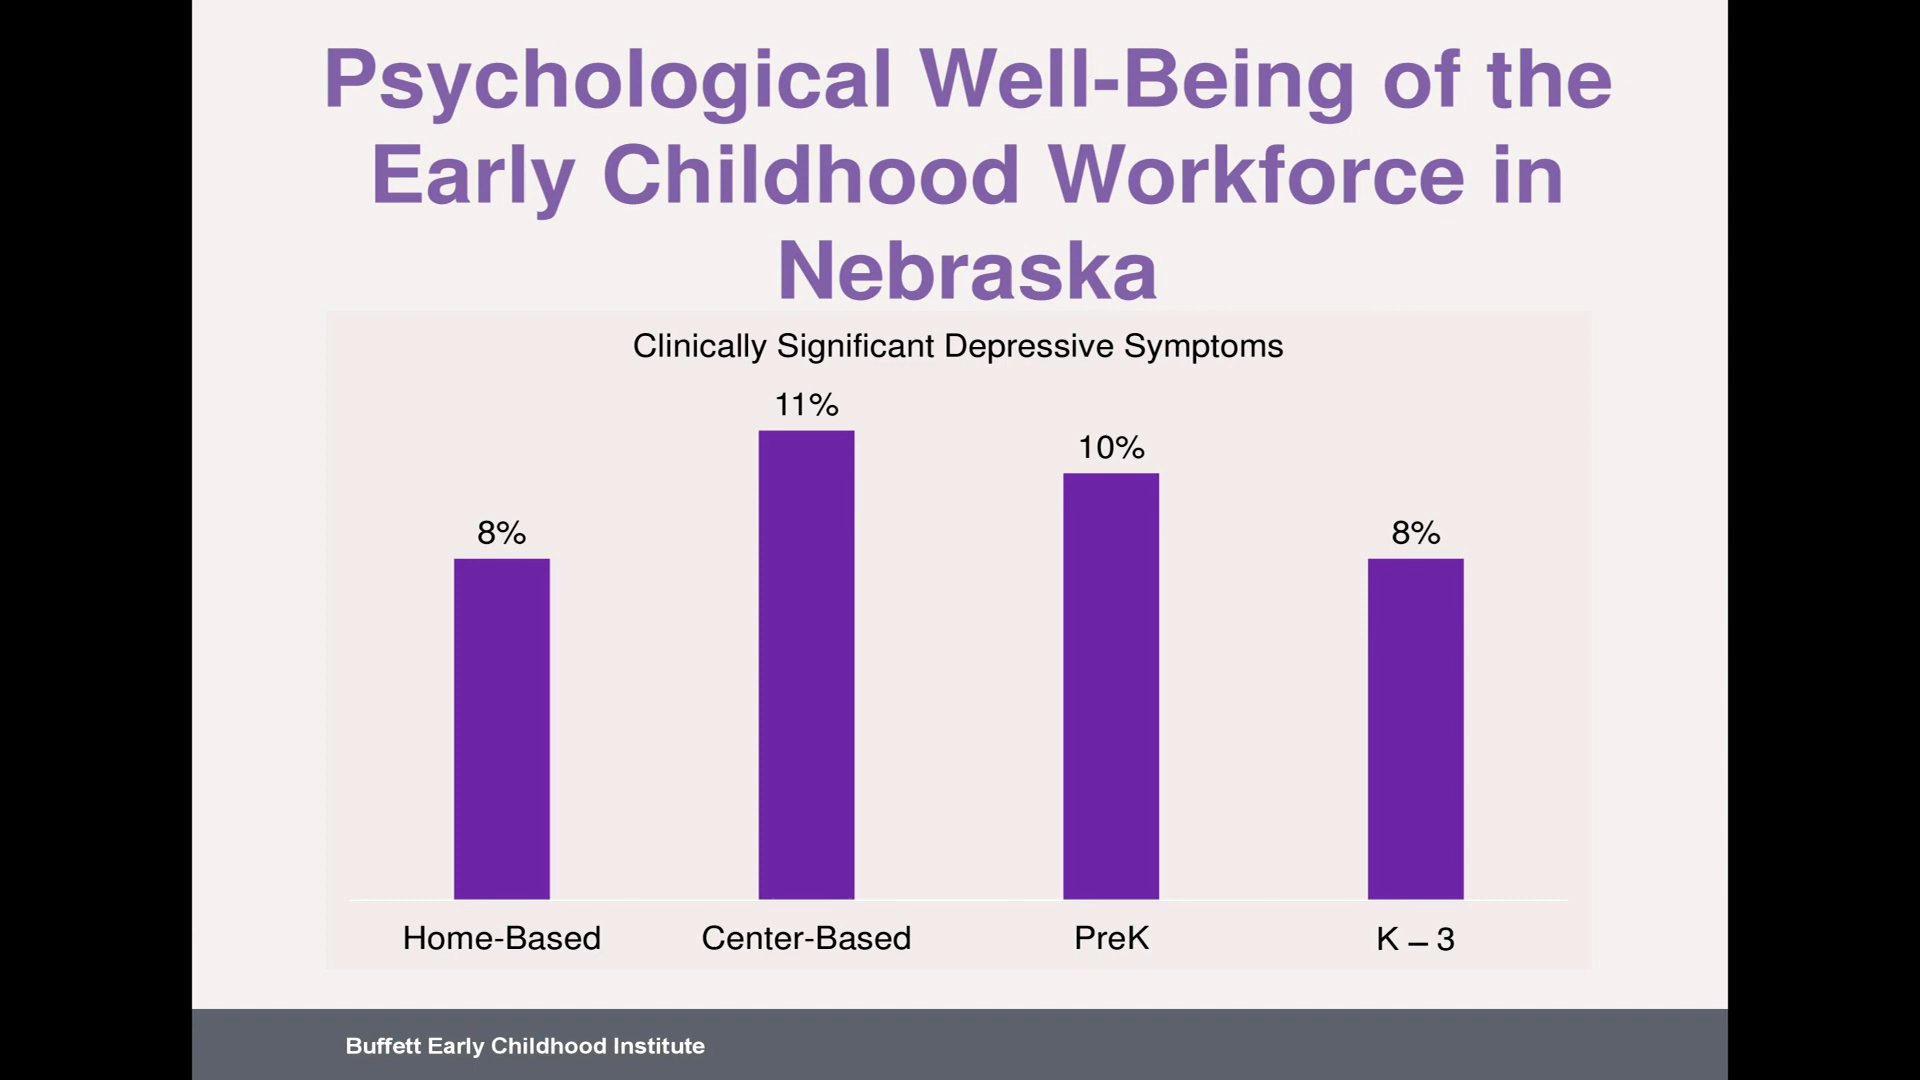 Psychological Well-Being of the
Early Childhood Workforce in
Nebraska
Clinically Significant Depressive Symptoms
11%
10%
8%
8%
Home-Based
Center-Based
PreK
K – 3
Buffett Early Childhood Institute